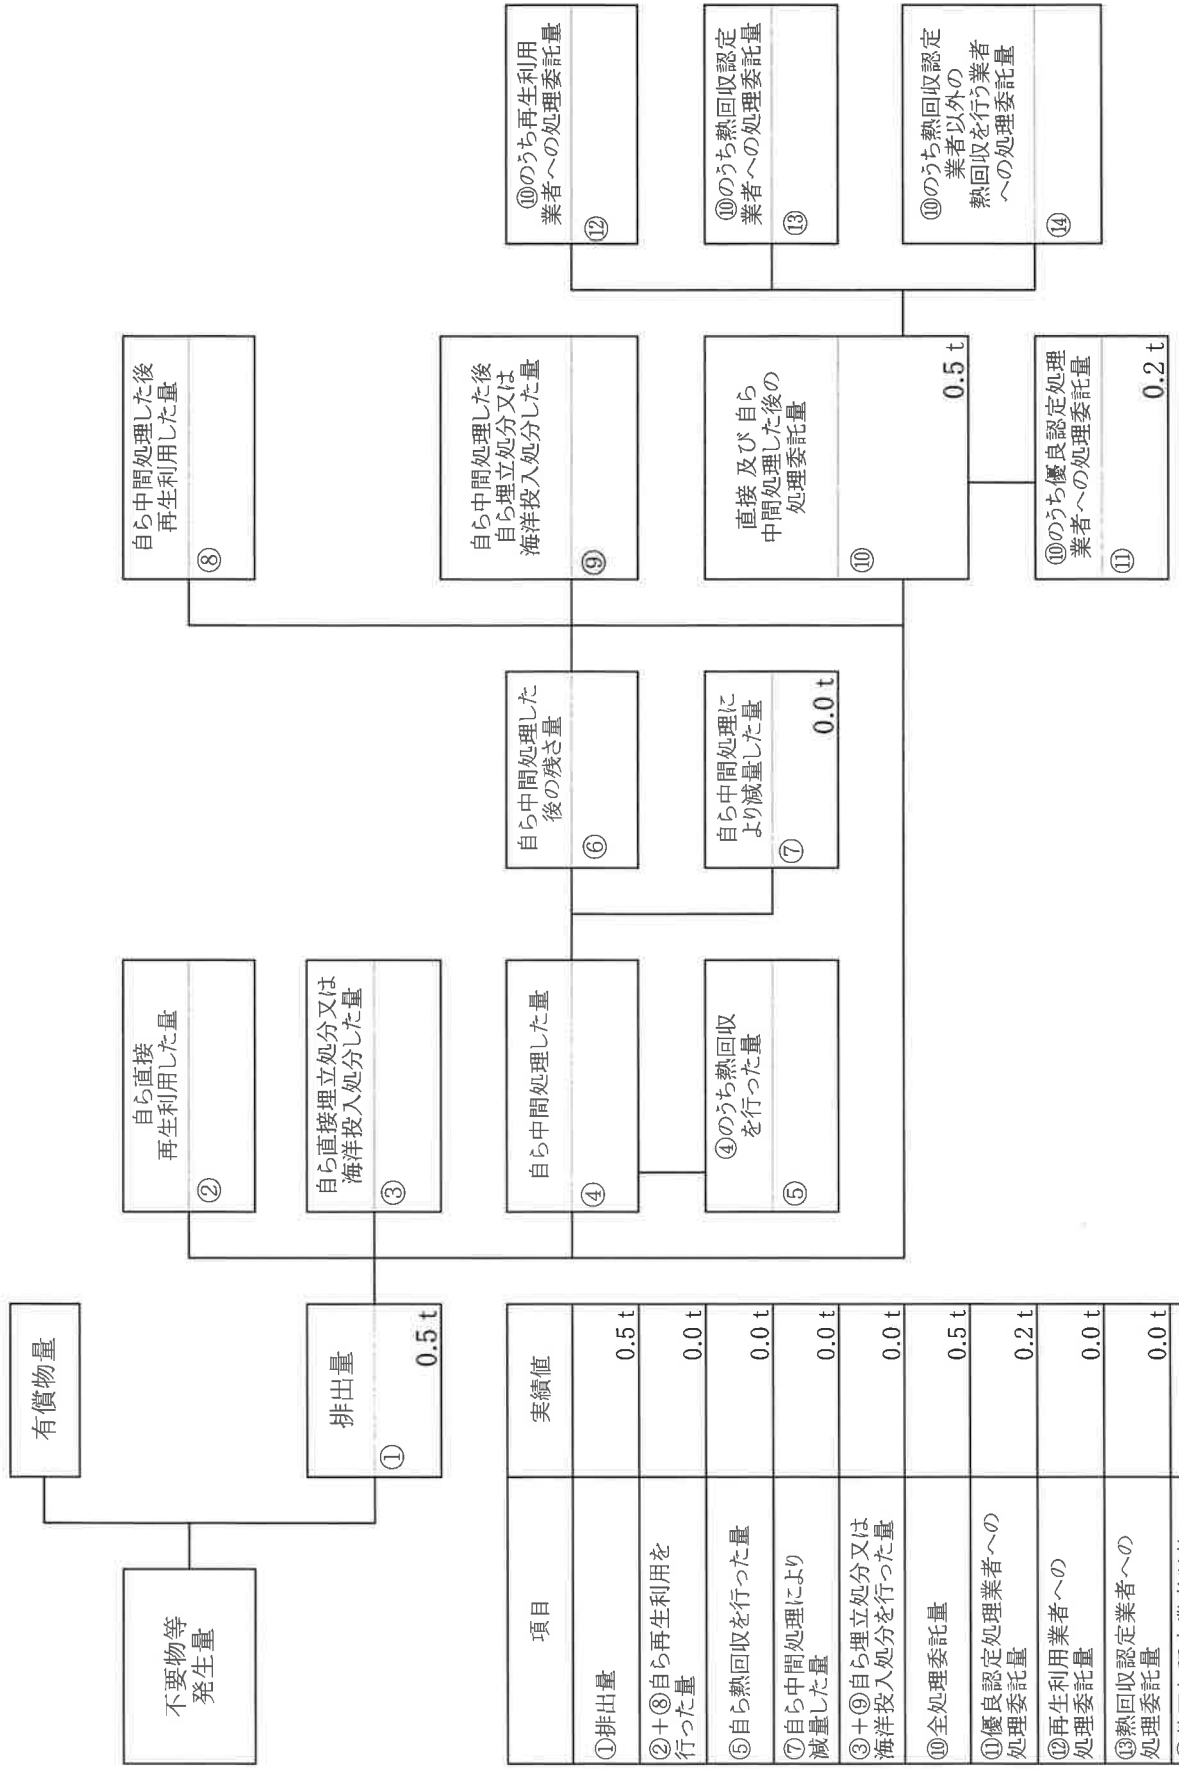 不要物等
発生量
有償物量
排出量
①
0.5 t
自ら直接
再生利用した量
②
自ら直接埋立処分又は
海洋投入処分した量
③
自ら中間処理した量
④
④のうち熱回収
を行った量
⑤
自ら中間処理した
後の残さ量
⑥
自ら中間処理に
より減量した量
⑦
0.0 t
自ら中間処理した後
再生利用した量
⑧
自ら中間処理した後
自ら埋立処分又は
海洋投入処分した量
⑨
直接 及び 自ら
中間処理した後の
処理委託量
⑩
0.5 t
⑩のうち優良認定処理
業者への処理委託量
⑪
0.2 t
⑩のうち再生利用
業者への処理委託量
⑫
⑩のうち熱回収認定
業者への処理委託量
⑬
⑩のうち熱回収認定
業者以外の
熱回収を行う業者
への処理委託量
⑭
項目 実績値
①排出量 0.5 t
②+⑧自ら再生利用を
行った量 0.0 t
⑤自ら熱回収を行った量 0.0 t
⑦自ら中間処理により
減量した量 0.0 t
③+⑨自ら埋立処分又は
海洋投入処分を行った量 0.0 t
⑩全処理委託量 0.5 t
⑪優良認定処理業者への
処理委託量 0.2 t
⑫再生利用業者への
処理委託量 0.0 t
⑬熱回収認定業者への
処理委託量 0.0 t